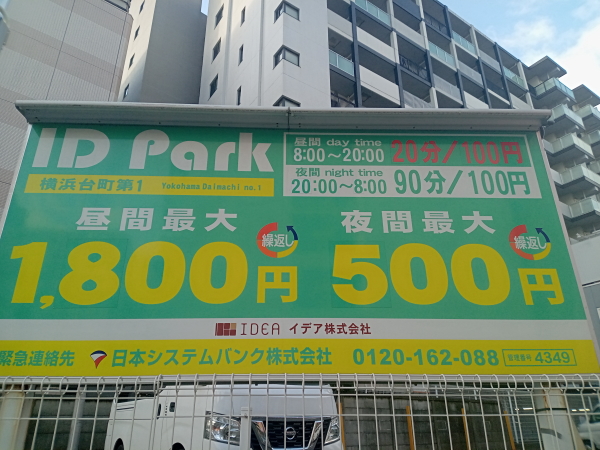 ID Park
横浜台町第1 Yokohama Daimachi no.1
昼間 day time
8:00~20:00 20分/100円
夜間 night time
20:00~8:00 90分/100円
昼間最大
1,800円 繰返し
夜間最大
500円 繰返し
IDEA イデア株式会社
緊急連絡先 日本システムバンク株式会社 0120-162-088 管理番号 4349